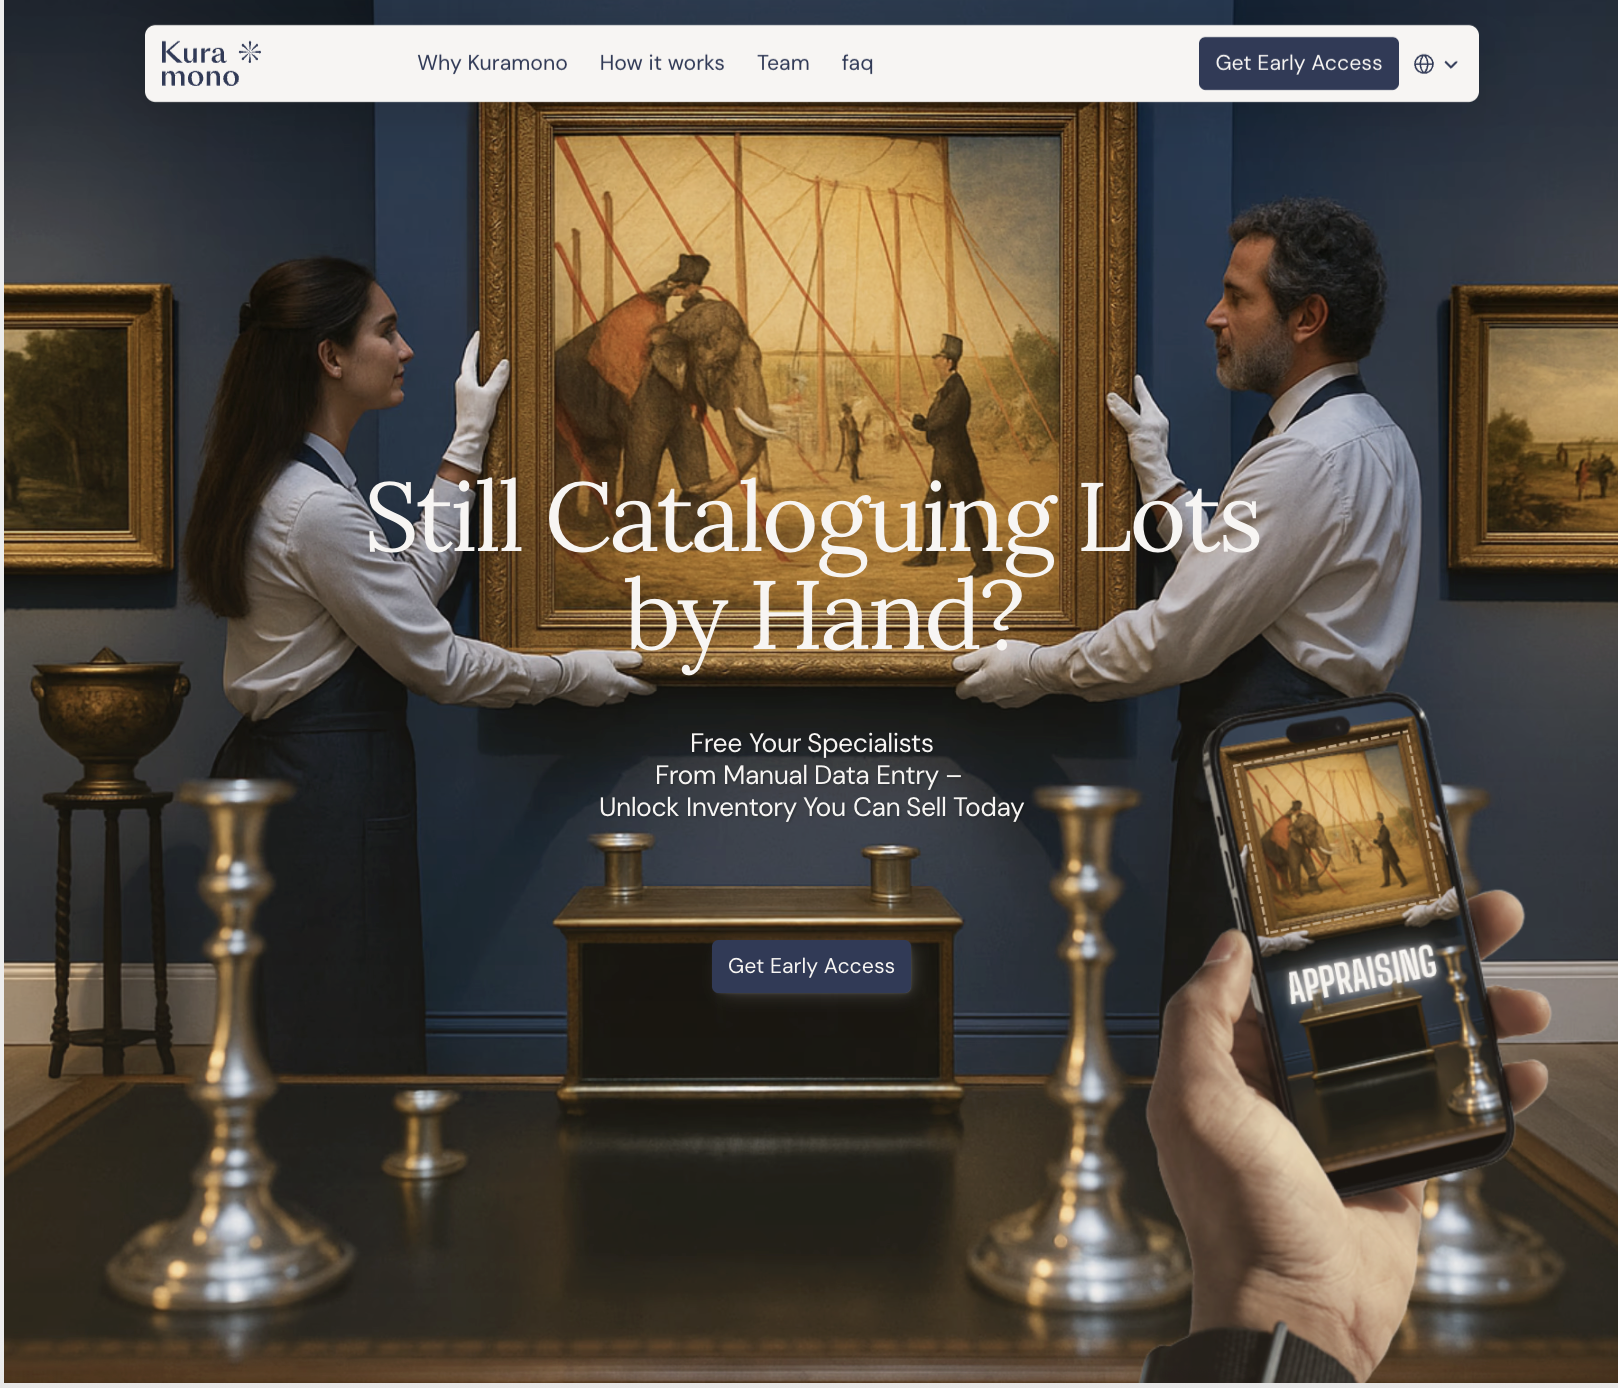 Kura
mono
Why Kuramono
How it works
Team
faq
Get Early Access
Still Cataloguing Lots
by Hand?
Free Your Specialists
From Manual Data Entry –
Unlock Inventory You Can Sell Today
Get Early Access
APPRAISING